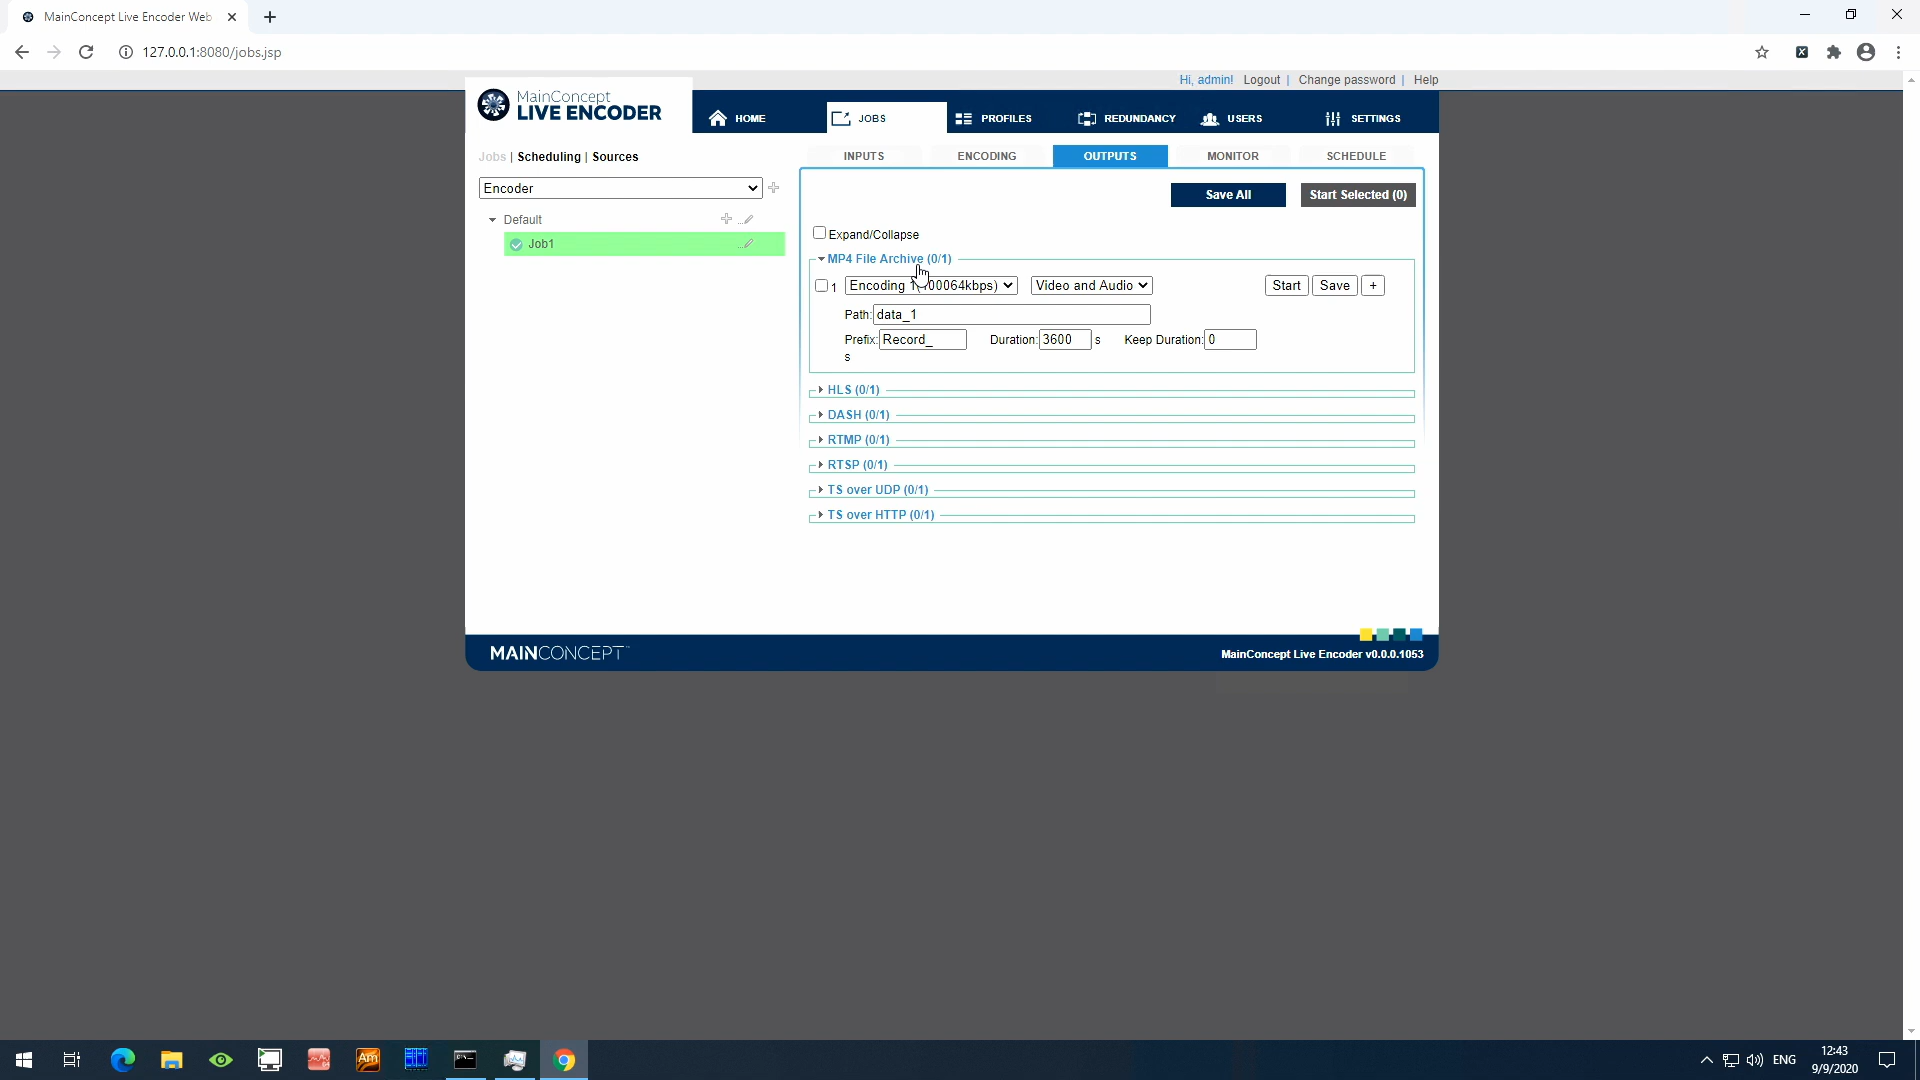 MainConcept Live Encoder Web
127.0.0.1:8080/jobs.jsp
Hi, admin! Logout | Change password | Help
MainConcept
LIVE ENCODER
HOME
JOBS
PROFILES
REDUNDANCY
USERS
SETTINGS
Jobs | Scheduling | Sources
INPUTS
ENCODING
OUTPUTS
MONITOR
SCHEDULE
Encoder
Save All
Start Selected (0)
Default
Job1
Expand/Collapse
MP4 File Archive (0/1)
1
Encoding 00064kbps)
Video and Audio
Start
Save
+
Path: data_1
Prefix: Record_
Duration: 3600 s
Keep Duration: 0
s
HLS (0/1)
DASH (0/1)
RTMP (0/1)
RTSP (0/1)
TS over UDP (0/1)
TS over HTTP (0/1)
MAINCONCEPT
MainConcept Live Encoder v0.0.0.1053
Am
ENG
12:43
9/9/2020